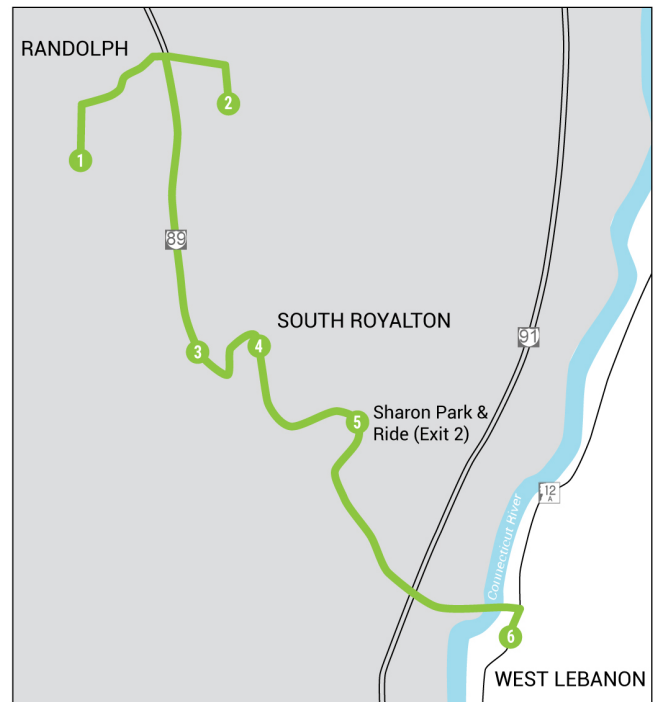 RANDOLPH
2
1
89
SOUTH ROYALTON
3
4
91
5
Sharon Park &
Ride (Exit 2)
12
A
Connecticut River
6
WEST LEBANON